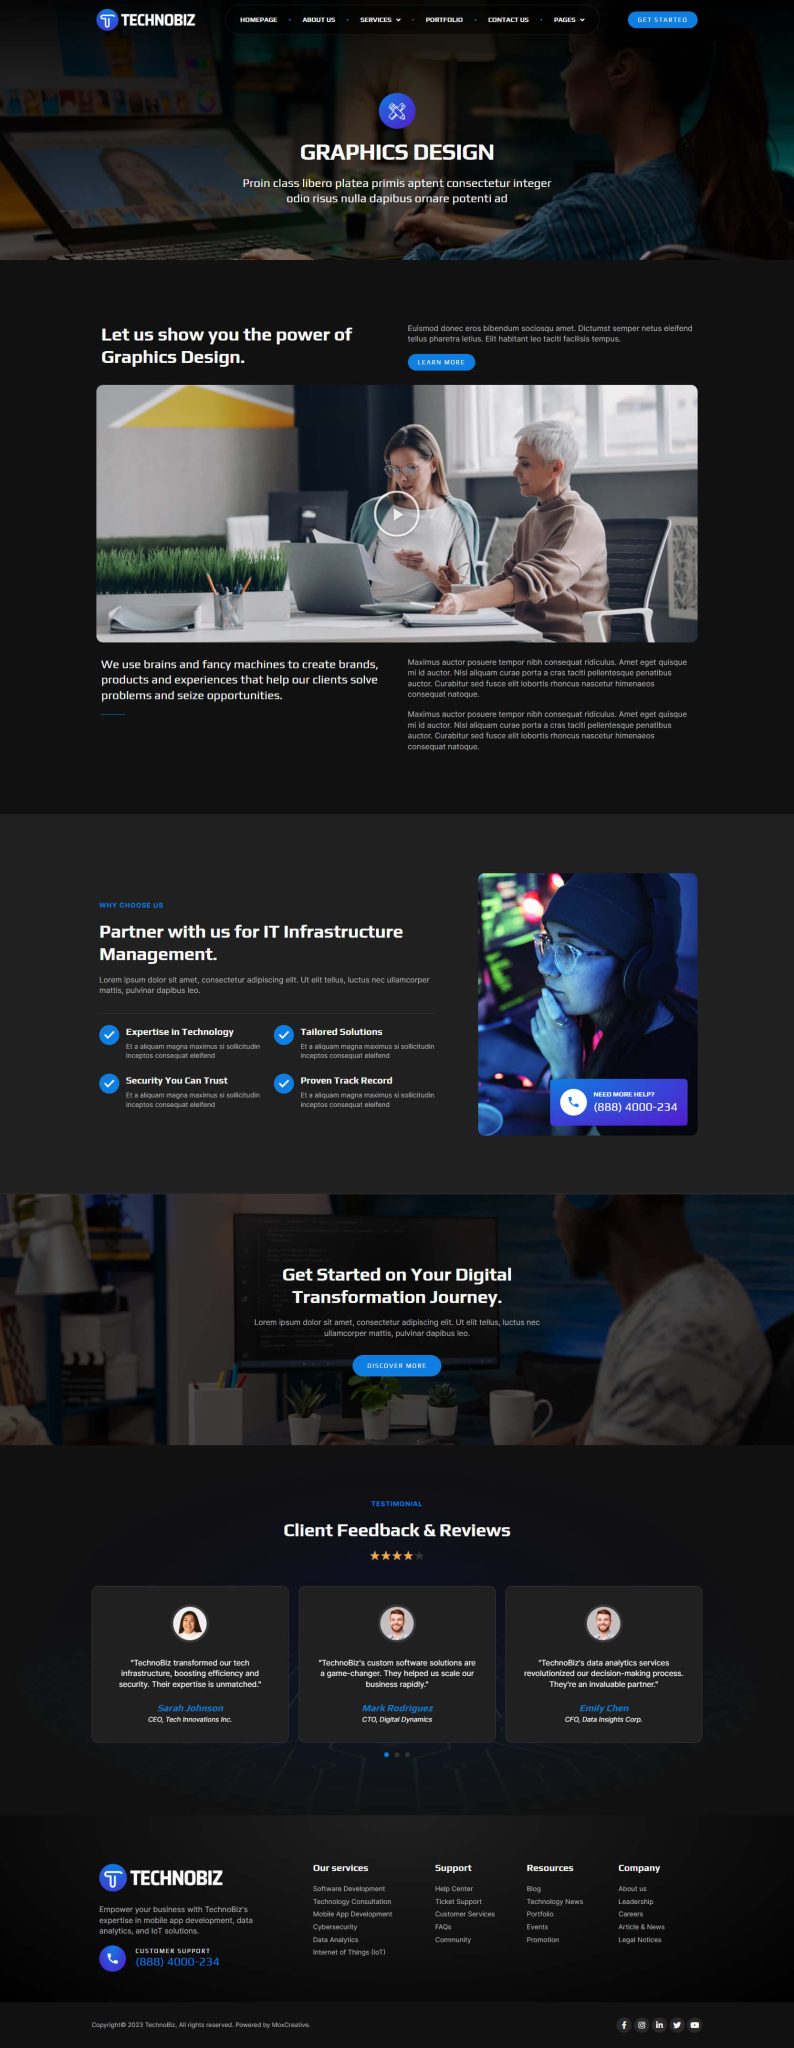 TECHNOBIZ
HOMEPAGE
ABOUT US
SERVICES
PORTFOLIO
CONTACT US
PAGES
GET STARTED
GRAPHICS DESIGN
Proin class libero platea primis aptent consectetur integer
odio risus nulla dapibus ornare potenti ad
Let us show you the power of
Graphics Design.
Euismod donec eros bibendum sociosqu amet. Dictumst semper netus eleifend
tellus pharetra letius. Elit habitant leo taciti facilisis tempus.
LEARN MORE
We use brains and fancy machines to create brands,
products and experiences that help our clients solve
problems and seize opportunities.
Maximus auctor posuere tempor nibh consequat ridiculus. Amet eget quisque
mi id auctor. Nisl aliquam curae porta a cras taciti pellentesque penatibus
auctor. Curabitur sed fusce elit lobortis rhoncus nascetur himenaeos
consequat natoque.
Maximus auctor posuere tempor nibh consequat ridiculus. Amet eget quisque
mi id auctor. Nisl aliquam curae porta a cras taciti pellentesque penatibus
auctor. Curabitur sed fusce elit lobortis rhoncus nascetur himenaeos
consequat natoque.
WHY CHOOSE US
Partner with us for IT Infrastructure
Management.
Lorem ipsum dolor sit amet, consectetur adipiscing elit. Ut elit tellus, luctus nec ullamcorper
mattis, pulvinar dapibus leo.
Expertise in Technology
Et a aliquam magna maximus si sollicitudin
inceptos consequat eleifend
Tailored Solutions
Et a aliquam magna maximus si sollicitudin
inceptos consequat eleifend
Security You Can Trust
Et a aliquam magna maximus si sollicitudin
inceptos consequat eleifend
Proven Track Record
Et a aliquam magna maximus si sollicitudin
inceptos consequat eleifend
NEED MORE HELP?
(888) 4000-234
Get Started on Your Digital
Transformation Journey.
Lorem ipsum dolor sit amet, consectetur adipiscing elit. Ut elit tellus, luctus nec
ullamcorper mattis, pulvinar dapibus leo.
DISCOVER MORE
TESTIMONIAL
Client Feedback & Reviews
"TechnoBiz transformed our tech
infrastructure, boosting efficiency and
security. Their expertise is unmatched."
Sarah Johnson
CEO, Tech Innovations Inc.
"TechnoBiz's custom software solutions are
a game-changer. They helped us scale our
business rapidly."
Mark Rodriguez
CTO, Digital Dynamics
"TechnoBiz's data analytics services
revolutionized our decision-making process.
They're an invaluable partner."
Emily Chen
CFO, Data Insights Corp.
TECHNOBIZ
Empower your business with TechnoBiz's
expertise in mobile app development, data
analytics, and IoT solutions.
CUSTOMER SUPPORT
(888) 4000-234
Our services
Software Development
Technology Consultation
Mobile App Development
Cybersecurity
Data Analytics
Internet of Things (IoT)
Support
Help Center
Ticket Support
Customer Services
FAQs
Community
Resources
Blog
Technology News
Portfolio
Events
Promotion
Company
About us
Leadership
Careers
Article & News
Legal Notices
Copyright© 2023 TechnoBiz, All rights reserved. Powered by MoxCreative.